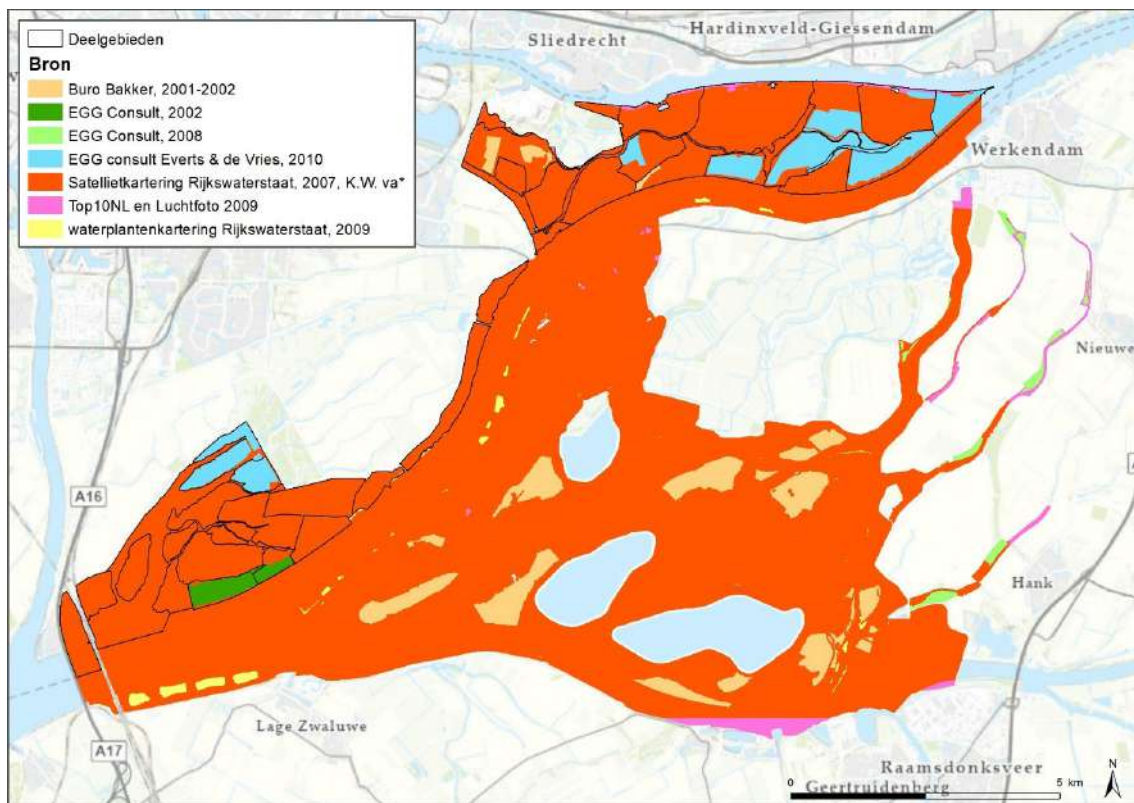 Deelgebieden
Bron
Buro Bakker, 2001-2002
EGG Consult, 2002
EGG Consult, 2008
EGG consult Everts & de Vries, 2010
Satellietkartering Rijkswaterstaat, 2007, K.W. va*
Top10NL en Luchtfoto 2009
waterplantenkartering Rijkswaterstaat, 2009
Hardinxveld-Giessendam
Sliedrecht
Werkendam
Nieuwe
A16
Hank
Lage Zwaluwe
A17
Raamsdonksveer
Geertruidenberg
0
5 km
N